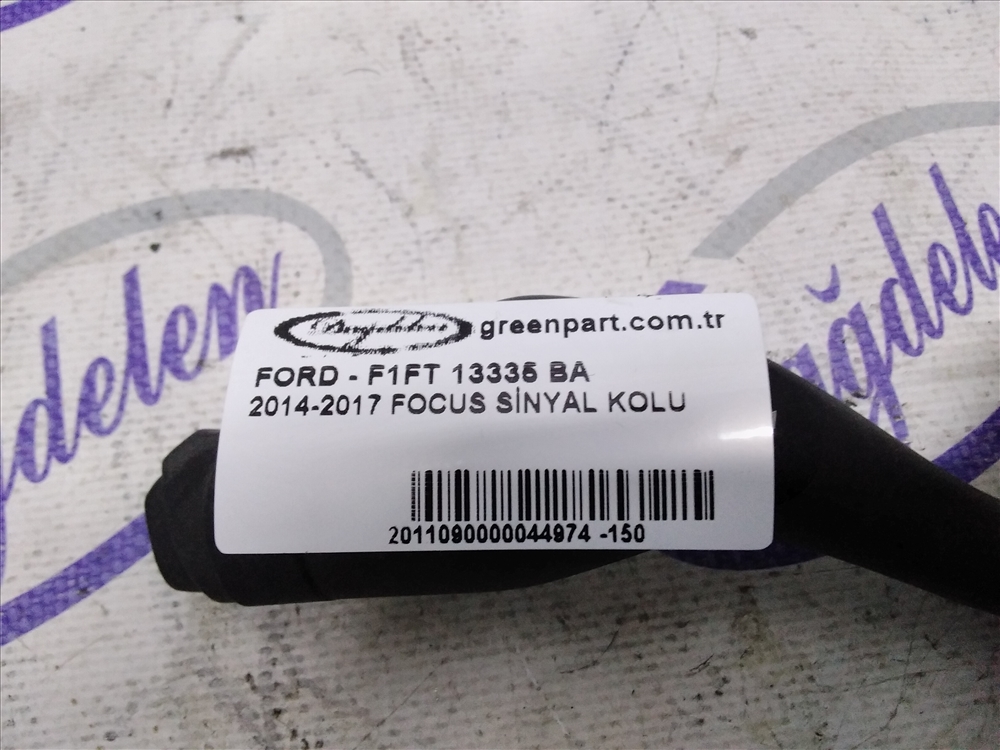 greenpart.com.tr
FORD - F1FT 13335 BA
2014-2017 FOCUS SİNYAL KOLU
2011090000044974 -150